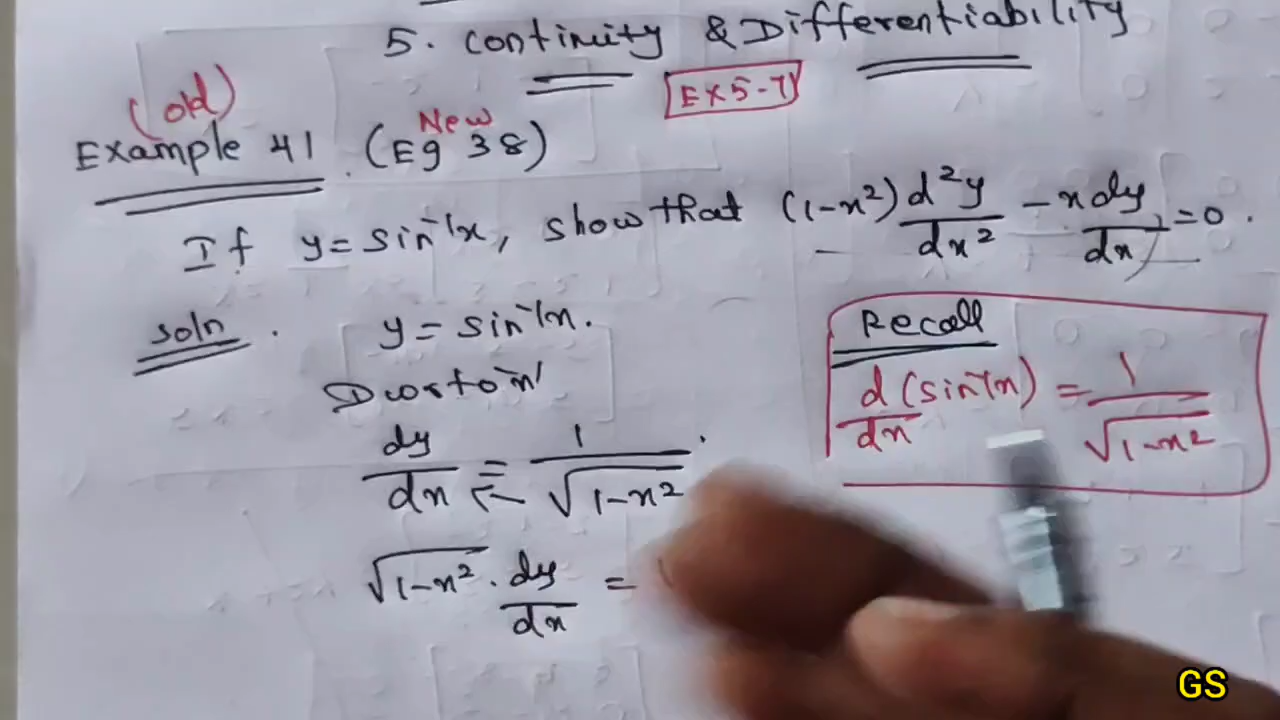 5. Continuity & Differentiability
EX5-7
(old) New
Example 41. (Eg 38)
If y = sin⁻¹x, show that (1-x²) d²y/dx² - x dy/dx = 0.
Soln. y = sin⁻¹x.
D w r to 'x'
dy/dx = 1/√1-x².
√1-x² . dy/dx = 1
Recall
d/dx (sin⁻¹x) = 1/√1-x²
GS